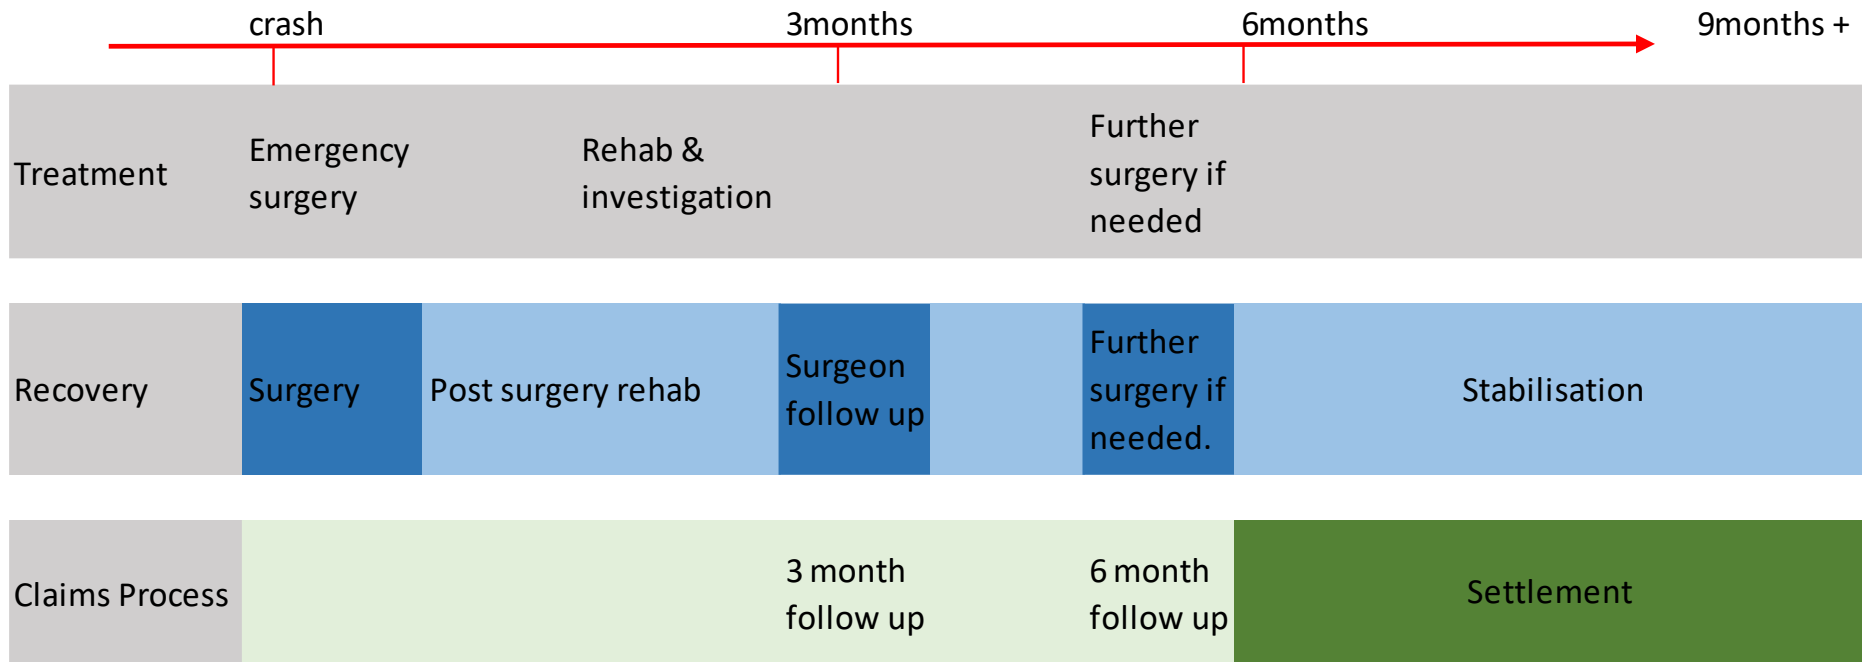 crash 3months 6months 9months +
Treatment
Emergency
surgery
Rehab &
investigation
Further
surgery if
needed
Recovery
Surgery
Post surgery rehab
Surgeon
follow up
Further
surgery if
needed.
Stabilisation
Claims Process
3 month
follow up
6 month
follow up
Settlement